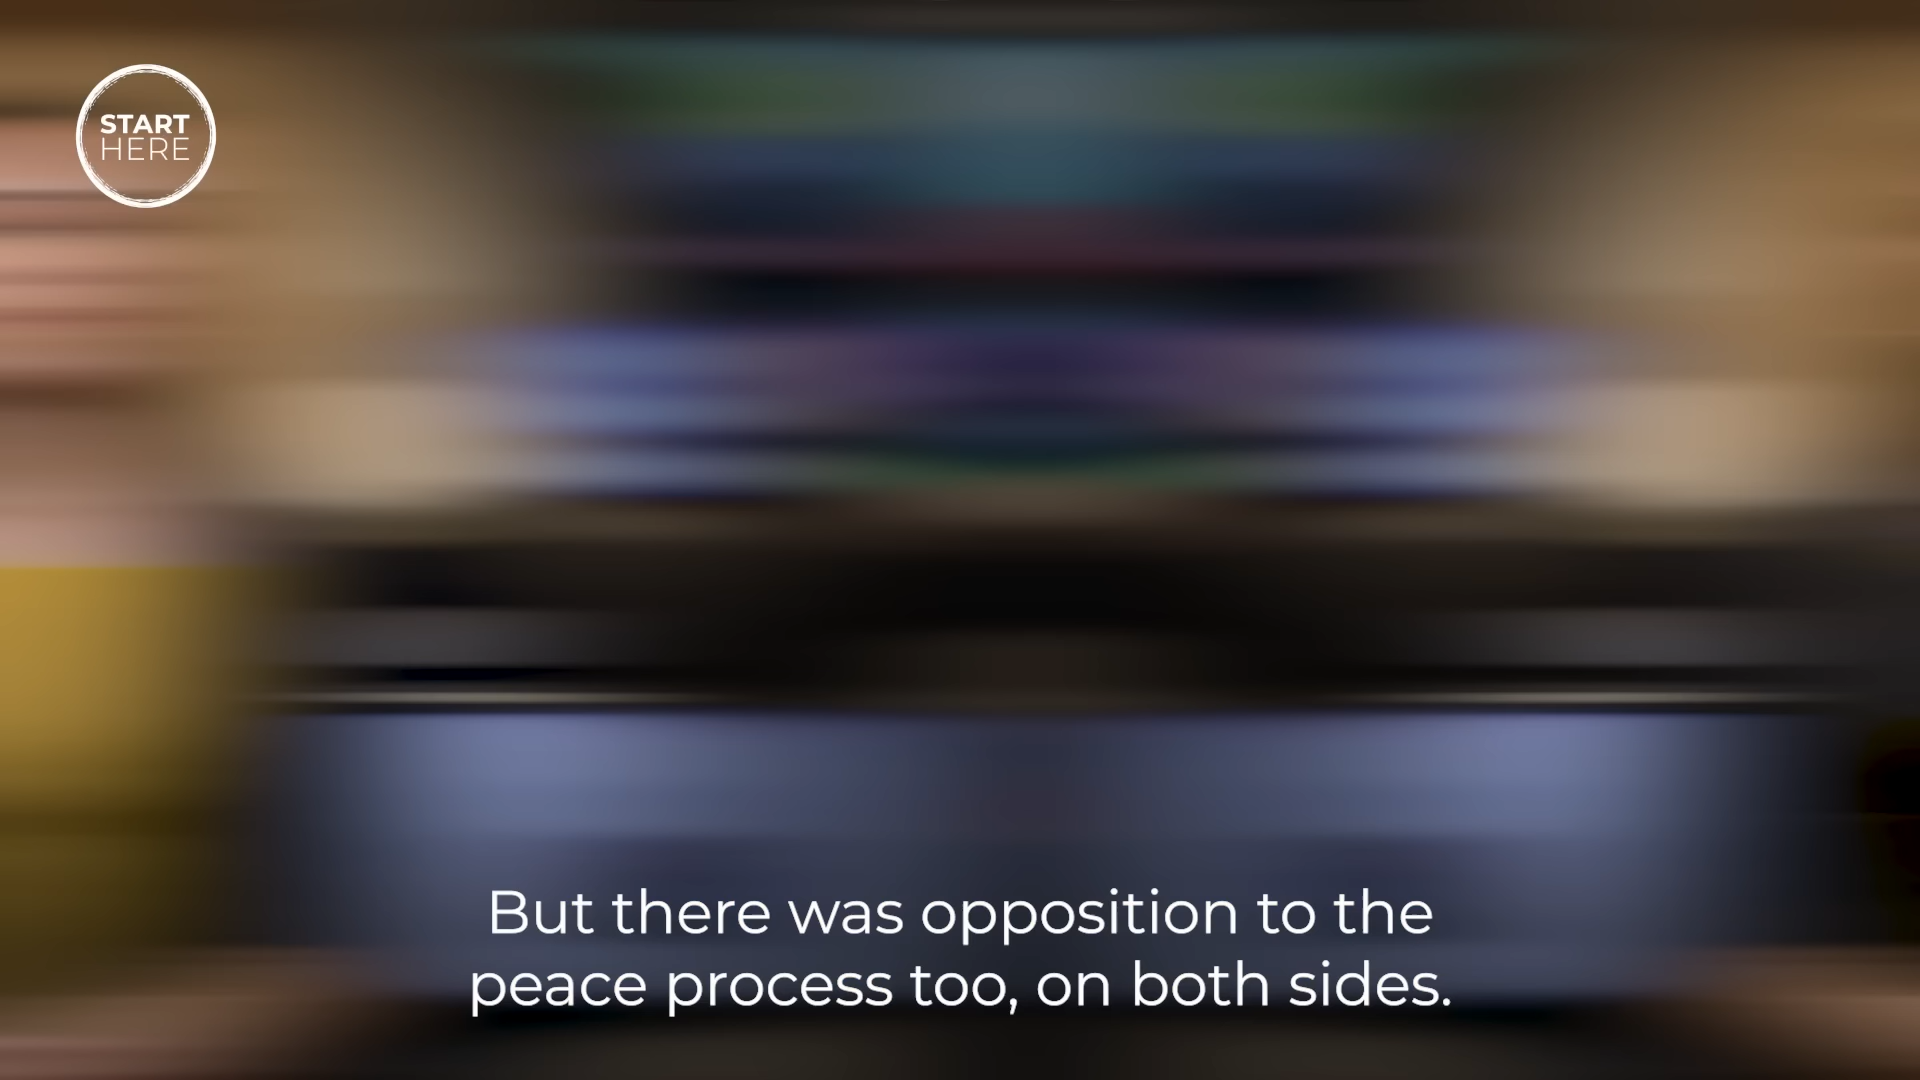 START
HERE
But there was opposition to the
peace process too, on both sides.